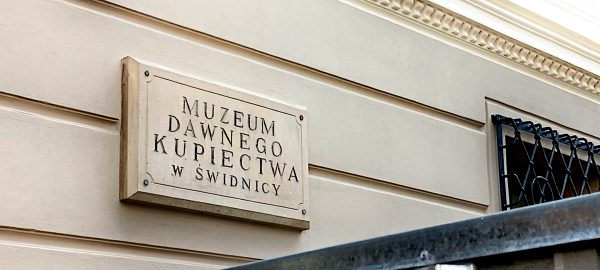 MUZEUM
DAWNEGO
KUPIECTWA
W ŚWIDNICY